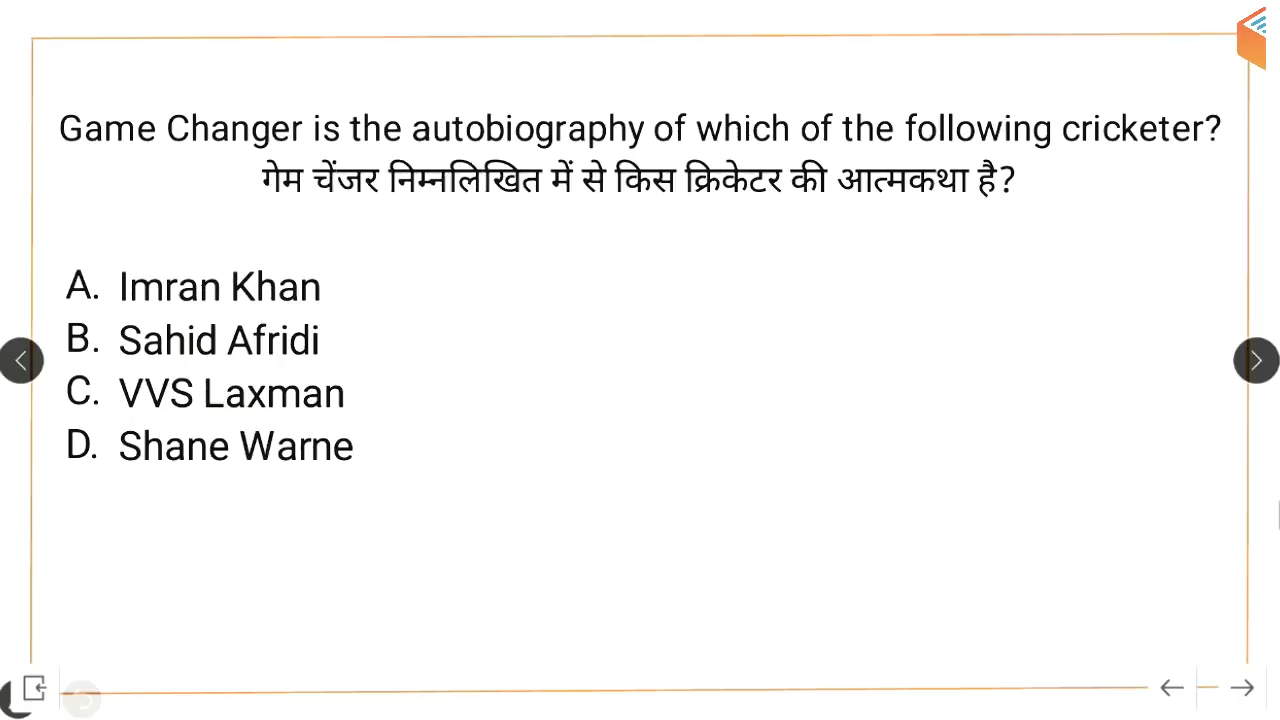 Game Changer is the autobiography of which of the following cricketer?
गेम चेंजर निम्नलिखित में से किस क्रिकेटर की आत्मकथा है?
A. Imran Khan
B. Sahid Afridi
C. VVS Laxman
D. Shane Warne